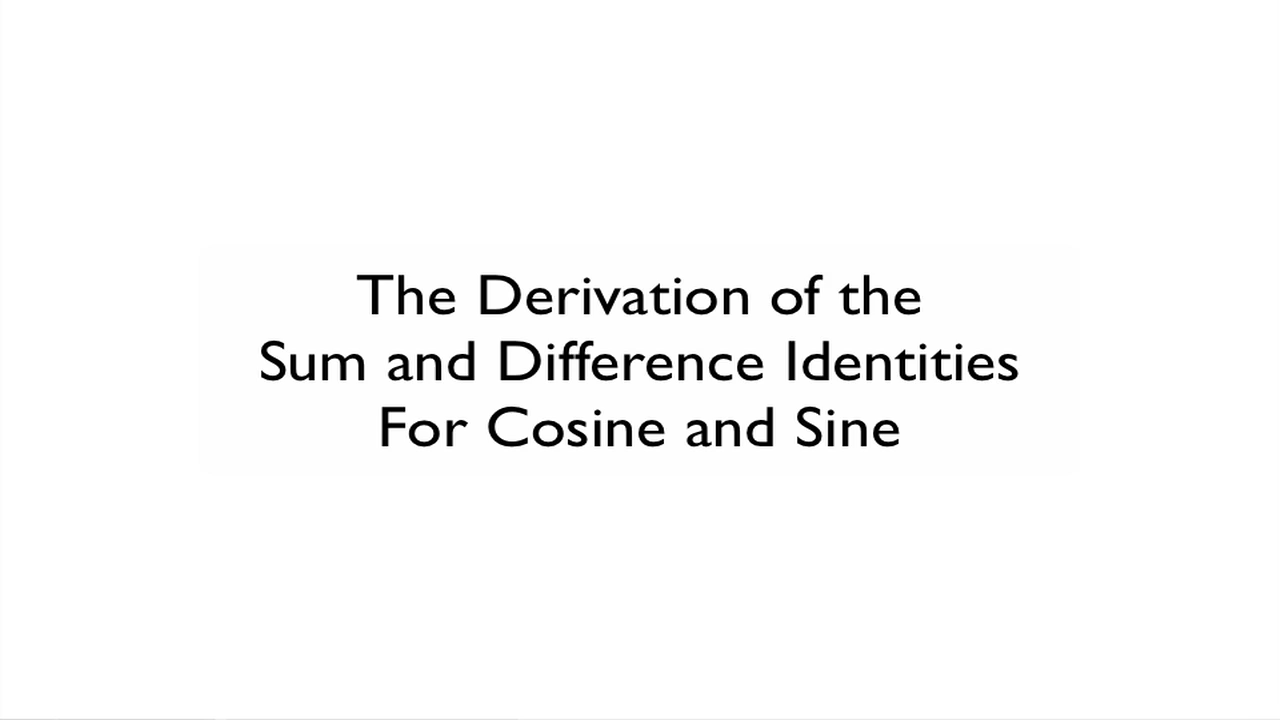 The Derivation of the
Sum and Difference Identities
For Cosine and Sine